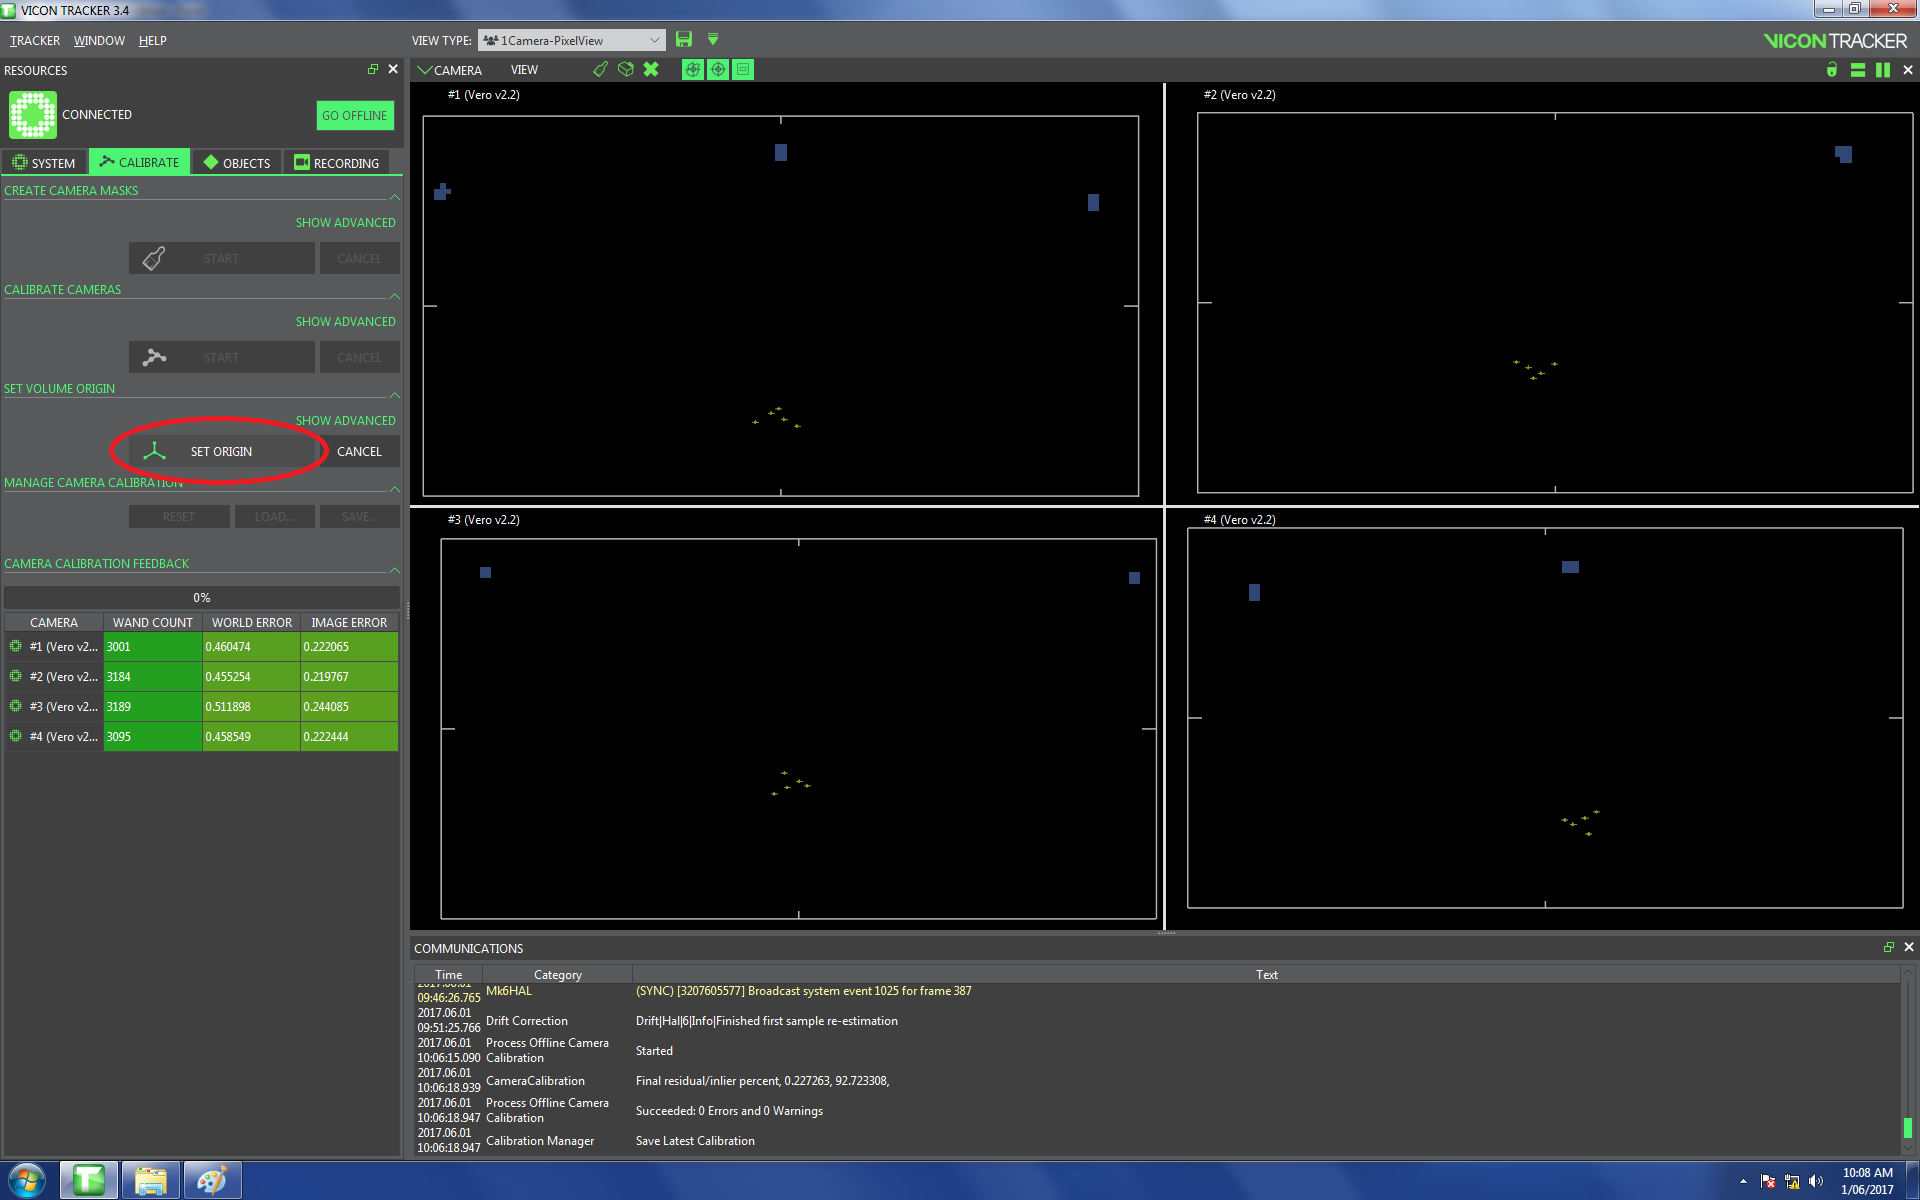 VICON TRACKER 3.4
TRACKER WINDOW HELP
VIEW TYPE: 1Camera-PixelView
VICON TRACKER
RESOURCES
CAMERA VIEW
CONNECTED
GO OFFLINE
SYSTEM CALIBRATE OBJECTS RECORDING
CREATE CAMERA MASKS
SHOW ADVANCED
START CANCEL
CALIBRATE CAMERAS
SHOW ADVANCED
START CANCEL
SET VOLUME ORIGIN
SHOW ADVANCED
SET ORIGIN CANCEL
MANAGE CAMERA CALIBRATION
RESET LOAD... SAVE...
CAMERA CALIBRATION FEEDBACK
0%
CAMERA WAND COUNT WORLD ERROR IMAGE ERROR
#1 (Vero v2... 3001 0.460474 0.222065
#2 (Vero v2... 3184 0.455254 0.219767
#3 (Vero v2... 3189 0.511898 0.244085
#4 (Vero v2... 3095 0.458549 0.222444
#1 (Vero v2.2)
#2 (Vero v2.2)
#3 (Vero v2.2)
#4 (Vero v2.2)
COMMUNICATIONS
Time Category Text
2017.06.01
09:46:26.765 Mk6HAL (SYNC) [3207605577] Broadcast system event 1025 for frame 387
2017.06.01
09:51:25.766 Drift Correction Drift|Hal|6|Info|Finished first sample re-estimation
2017.06.01 Process Offline Camera
10:06:15.090 Calibration Started
2017.06.01
10:06:18.939 CameraCalibration Final residual/inlier percent, 0.227263, 92.723308,
2017.06.01 Process Offline Camera
10:06:18.947 Calibration Succeeded: 0 Errors and 0 Warnings
2017.06.01
10:06:18.947 Calibration Manager Save Latest Calibration
10:08 AM
1/06/2017